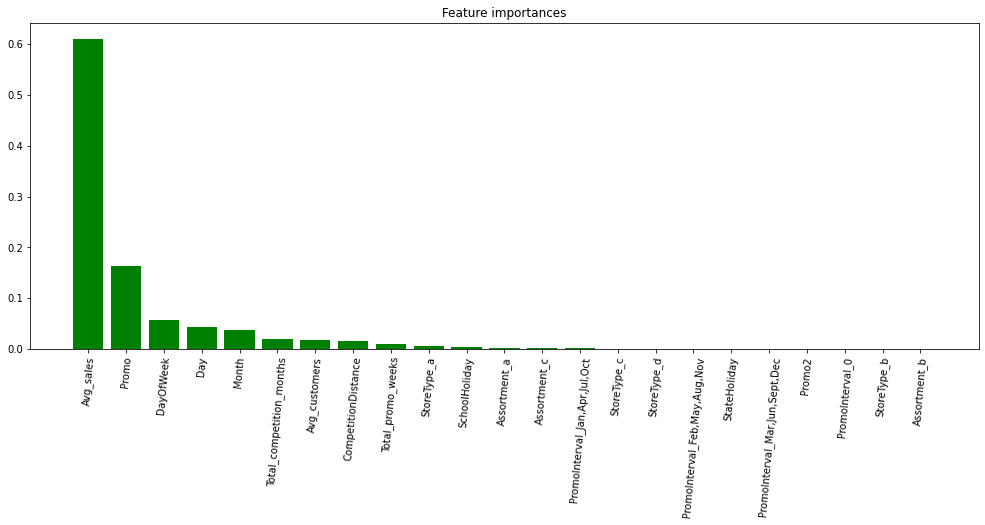 Feature importances
0.6
0.5
0.4
0.3
0.2
0.1
0.0
Avg_sales
Promo
DayOfWeek
Day
Month
Total_competition_months
Avg_customers
CompetitionDistance
Total_promo_weeks
StoreType_a
SchoolHoliday
Assortment_a
Assortment_c
PromoInterval_Jan,Apr,Jul,Oct
StoreType_c
StoreType_d
PromoInterval_Feb,May,Aug,Nov
StateHoliday
PromoInterval_Mar,Jun,Sept,Dec
Promo2
PromoInterval_0
StoreType_b
Assortment_b